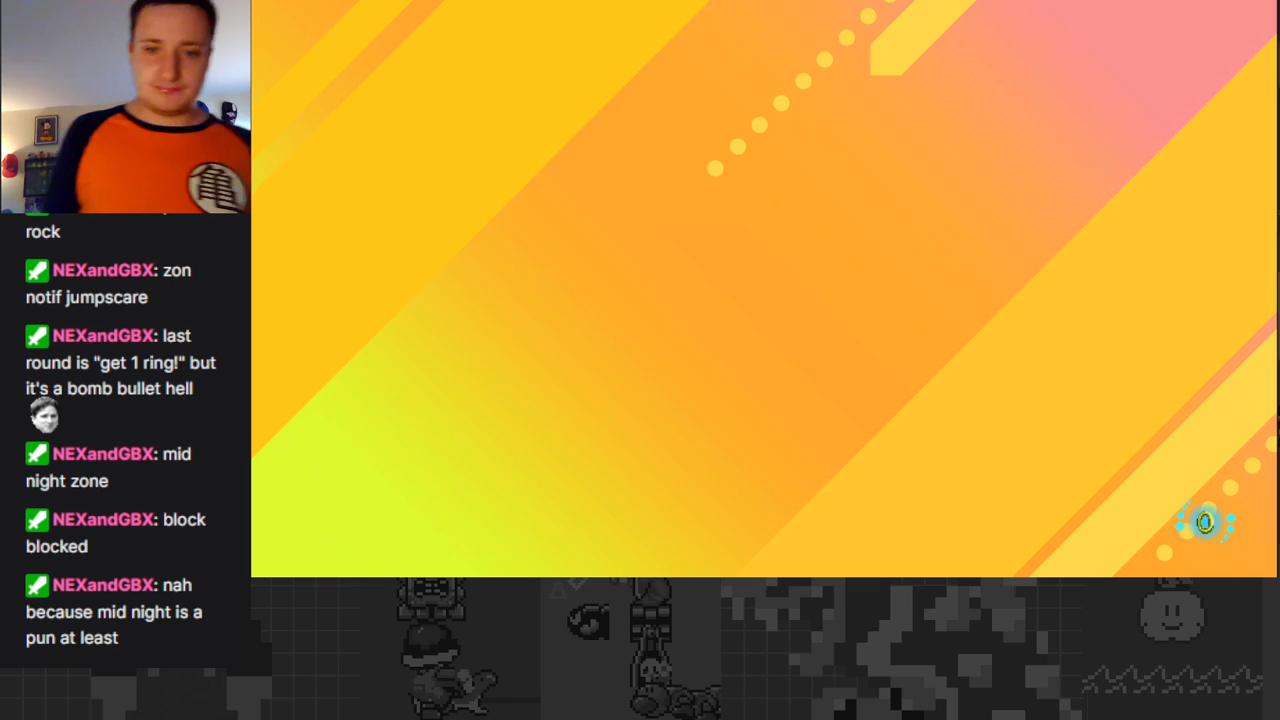 亀
rock
NEXandGBX: zon
notif jumpscare
NEXandGBX: last
round is "get 1 ring!" but
it's a bomb bullet hell
NEXandGBX: mid
night zone
NEXandGBX: block
blocked
NEXandGBX: nah
because mid night is a
pun at least